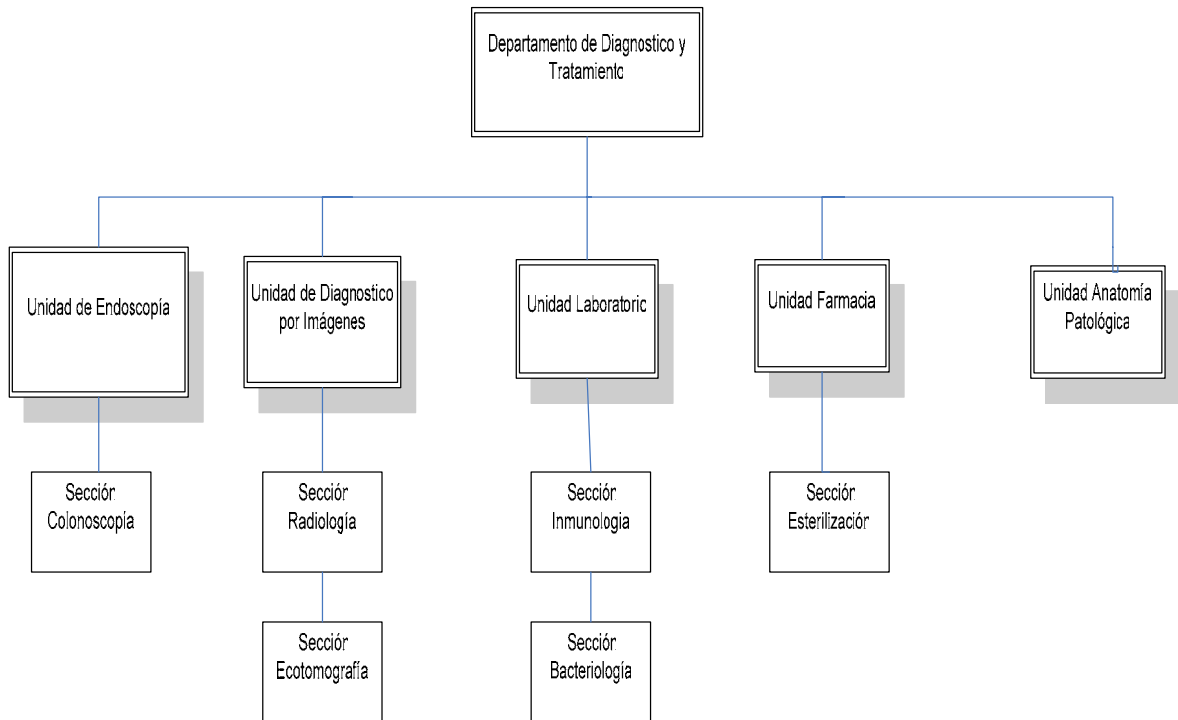 Departamento de Diagnostico y
Tratamiento
Unidad de Endoscopía
Unidad de Diagnostico
por Imágenes
Unidad Laboratorio
Unidad Farmacia
Unidad Anatomía
Patológica
Sección
Colonoscopía
Sección
Radiología
Sección
Inmunologia
Sección
Esterilización
Sección
Ecotomografía
Sección
Bacteriología